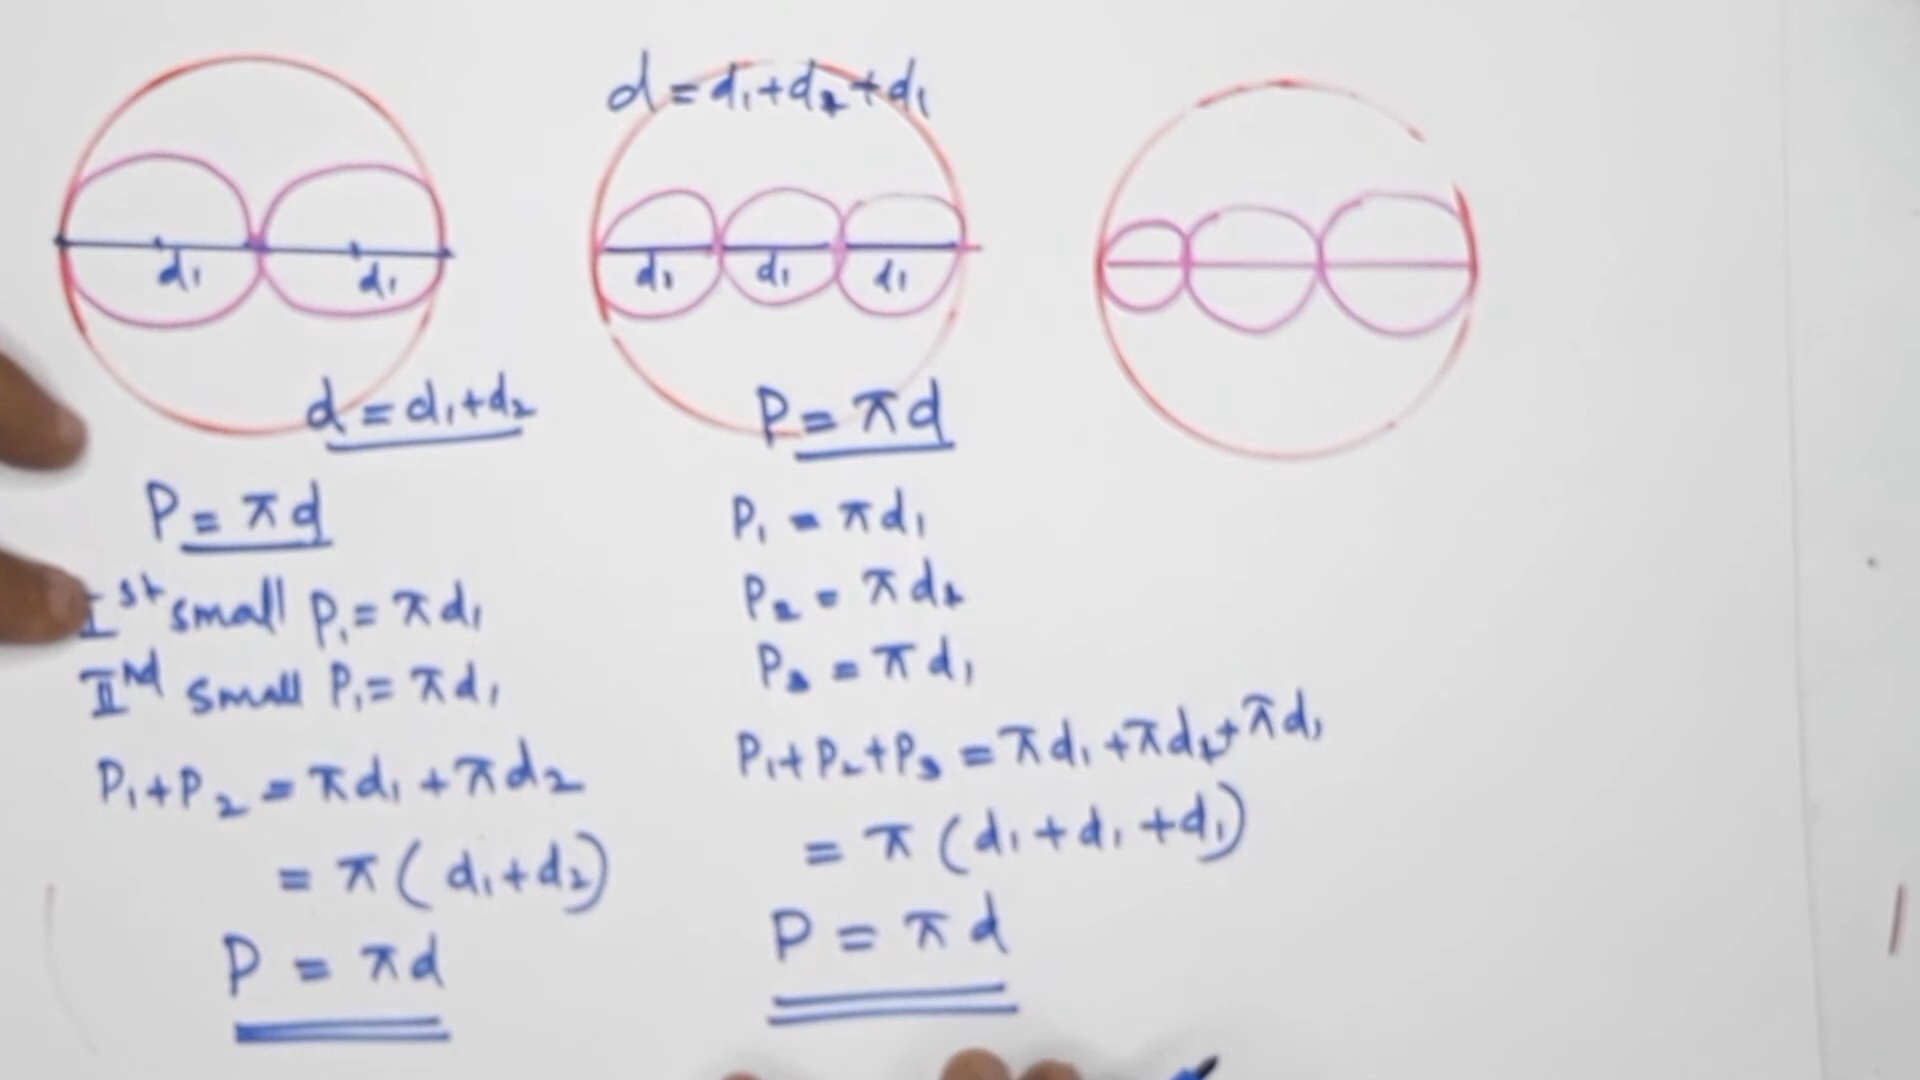 d₁ d₁
d = d₁+d₂
P = πd
Iˢᵗ small P₁ = πd₁
IIⁿᵈ small P₁ = πd₁
P₁+P₂ = πd₁ + πd₂
= π(d₁+d₂)
P = πd
d = d₁+d₂+d₁
d₁ d₁ d₁
P = πd
P₁ = πd₁
P₂ = πd₂
P₃ = πd₁
P₁+P₂+P₃ = πd₁+πd₂+πd₁
= π(d₁+d₁+d₁)
P = πd